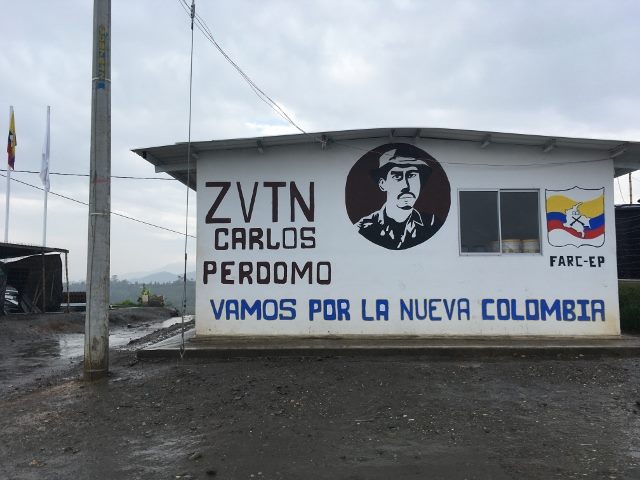 ZVTN
CARLOS
PERDOMO
FARC-EP
VAMOS POR LA NUEVA COLOMBIA